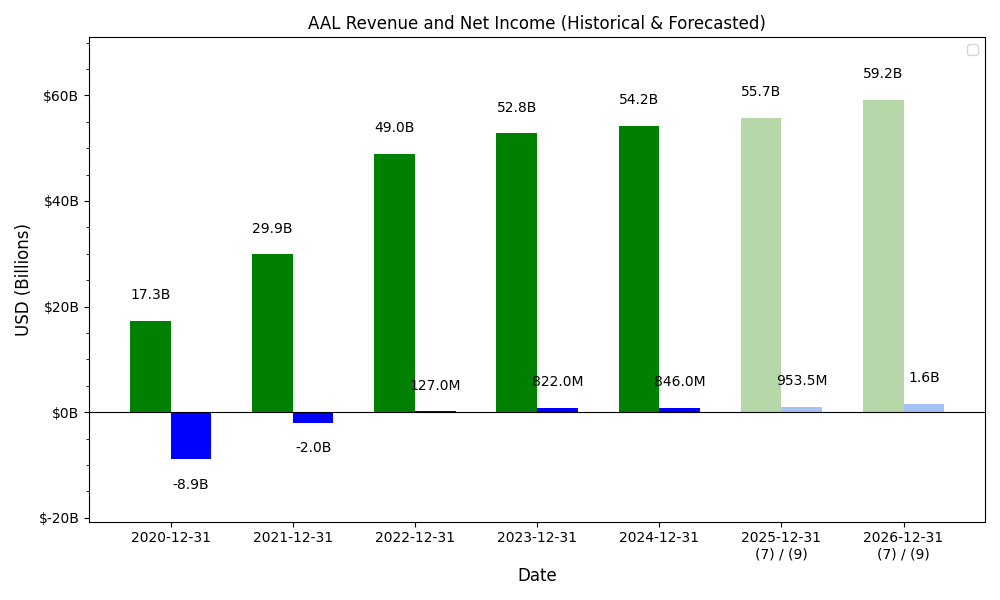 AAL Revenue and Net Income (Historical & Forecasted)
USD (Billions)
$60B
$40B
$20B
$0B
$-20B
17.3B
-8.9B
29.9B
-2.0B
49.0B
127.0M
52.8B
822.0M
54.2B
846.0M
55.7B
953.5M
59.2B
1.6B
2020-12-31
2021-12-31
2022-12-31
2023-12-31
2024-12-31
2025-12-31
(7) / (9)
2026-12-31
(7) / (9)
Date